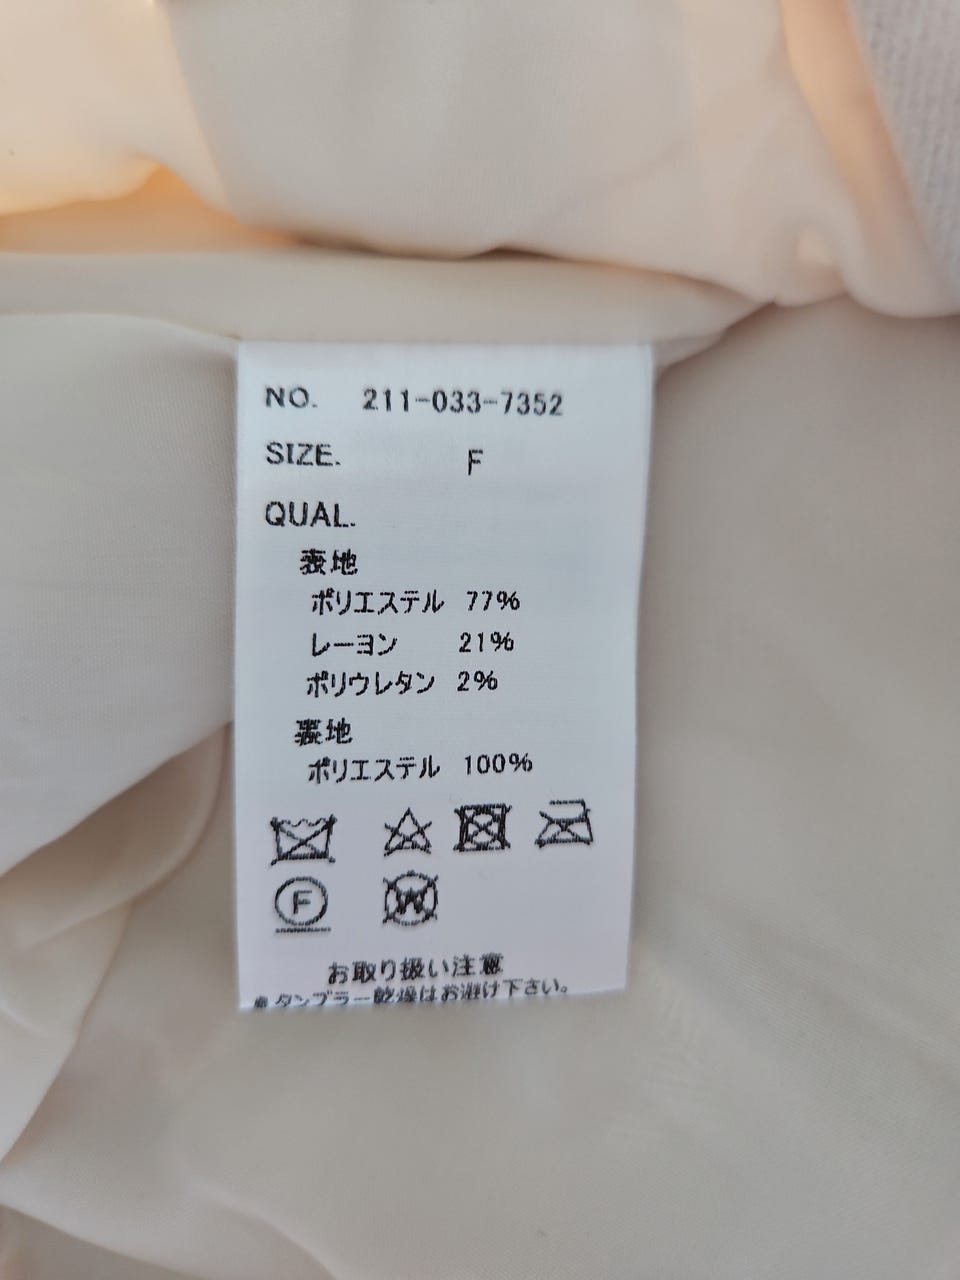 NO. 211-033-7352
SIZE. F
QUAL.
表地
ポリエステル 77%
レーヨン 21%
ポリウレタン 2%
裏地
ポリエステル 100%
F
W
お取り扱い注意
タンブラー乾燥はお避け下さい。